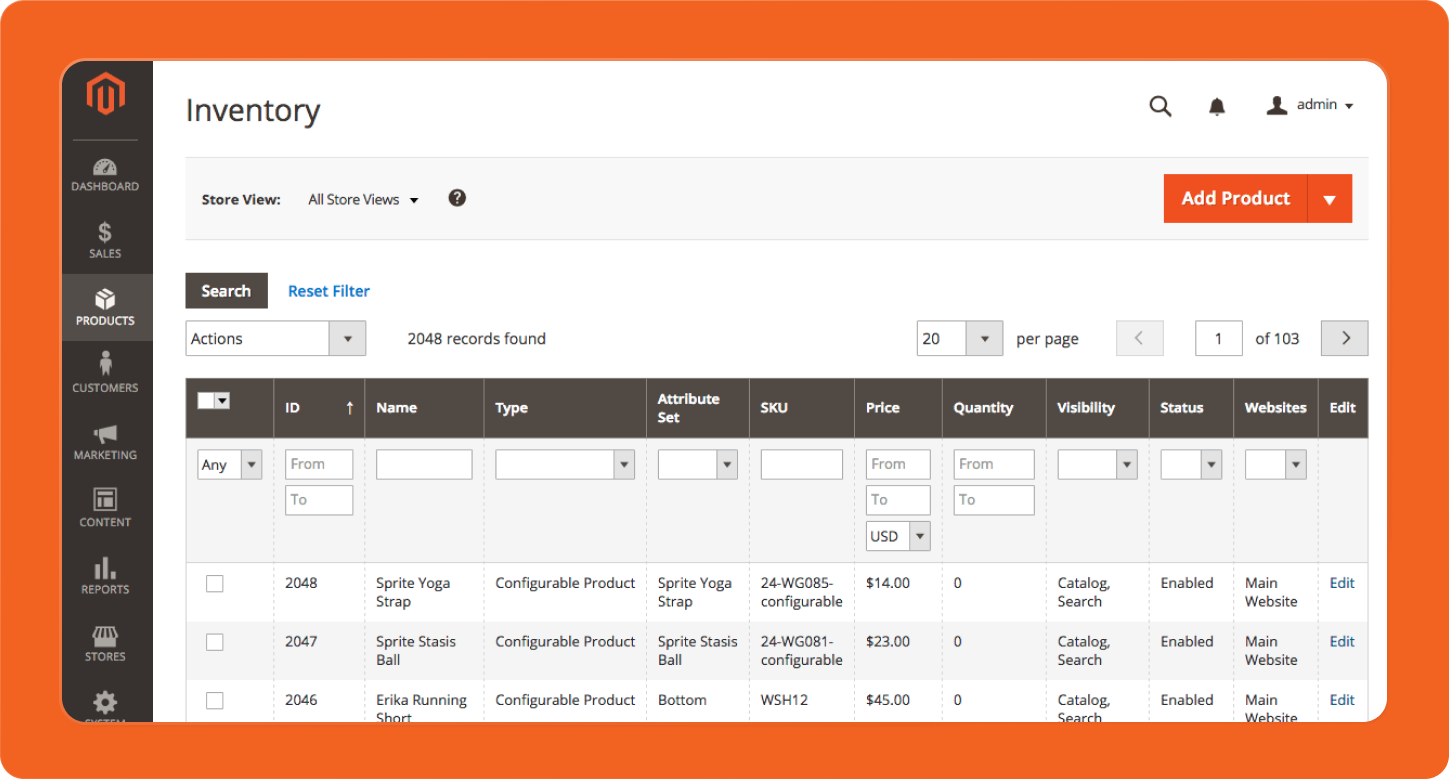 Inventory
admin
DASHBOARD
SALES
PRODUCTS
CUSTOMERS
MARKETING
CONTENT
REPORTS
STORES
SYSTEM
Store View: All Store Views ?
Add Product
Search Reset Filter
Actions 2048 records found 20 per page 1 of 103
ID ↑ Name Type Attribute Set SKU Price Quantity Visibility Status Websites Edit
Any From From From
To To To
USD
2048 Sprite Yoga Configurable Product Sprite Yoga 24-WG085- $14.00 0 Catalog, Enabled Main Edit
Strap Strap configurable Search Website
2047 Sprite Stasis Configurable Product Sprite Stasis 24-WG081- $23.00 0 Catalog, Enabled Main Edit
Ball Ball configurable Search Website
2046 Erika Running Configurable Product Bottom WSH12 $45.00 0 Catalog, Enabled Main Edit
Short Search Website